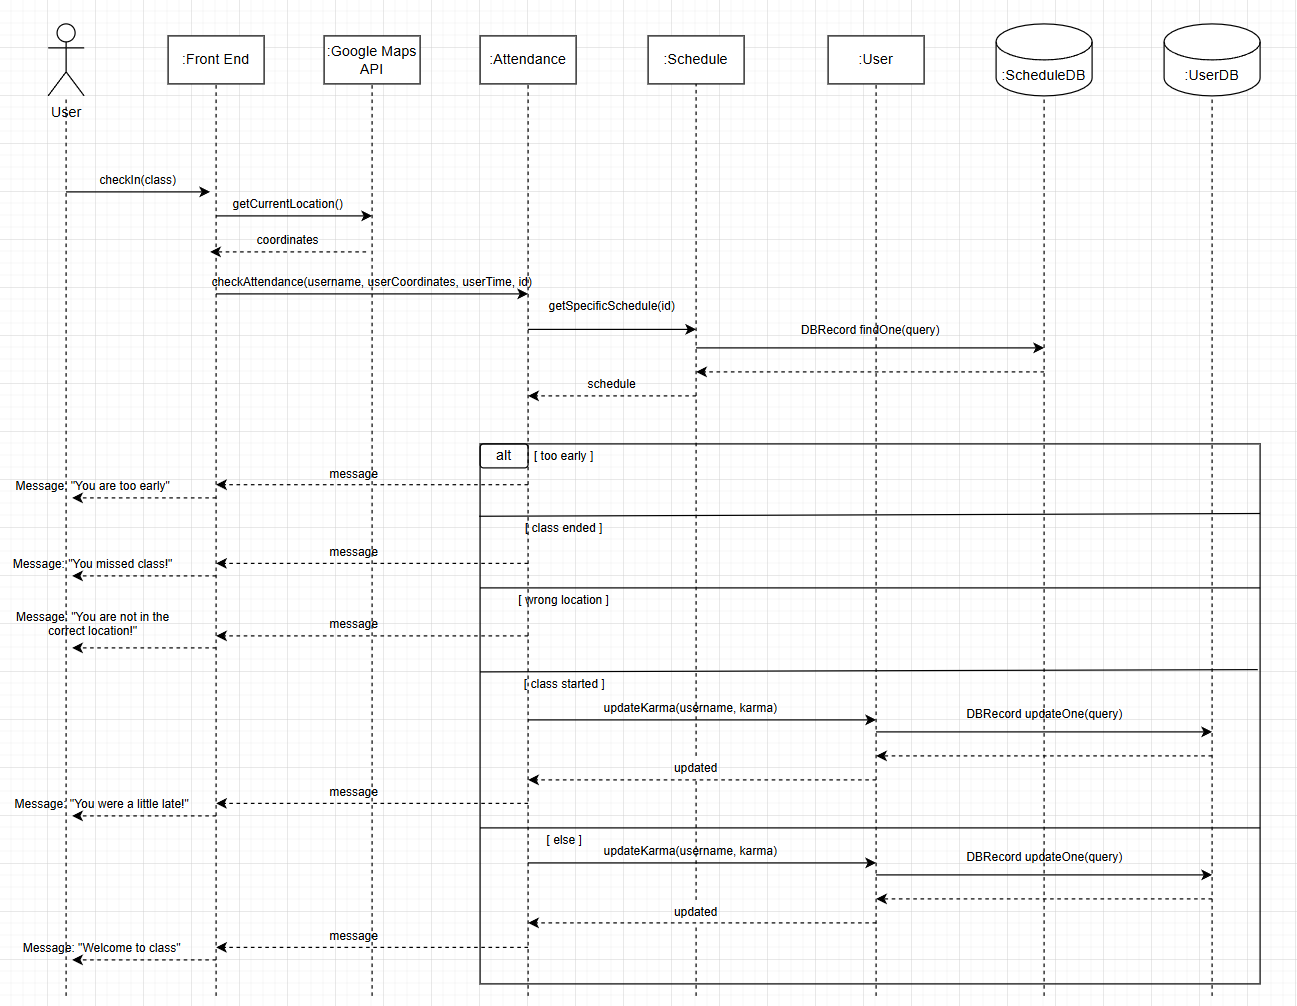 User
:Front End
:Google Maps
API
:Attendance
:Schedule
:User
:ScheduleDB
:UserDB
checkIn(class)
getCurrentLocation()
coordinates
checkAttendance(username, userCoordinates, userTime, id)
getSpecificSchedule(id)
DBRecord findOne(query)
schedule
alt
[ too early ]
message
Message: "You are too early"
[ class ended ]
message
Message: "You missed class!"
[ wrong location ]
message
Message: "You are not in the
correct location!"
[ class started ]
updateKarma(username, karma)
DBRecord updateOne(query)
updated
message
Message: "You were a little late!"
[ else ]
updateKarma(username, karma)
DBRecord updateOne(query)
updated
message
Message: "Welcome to class"